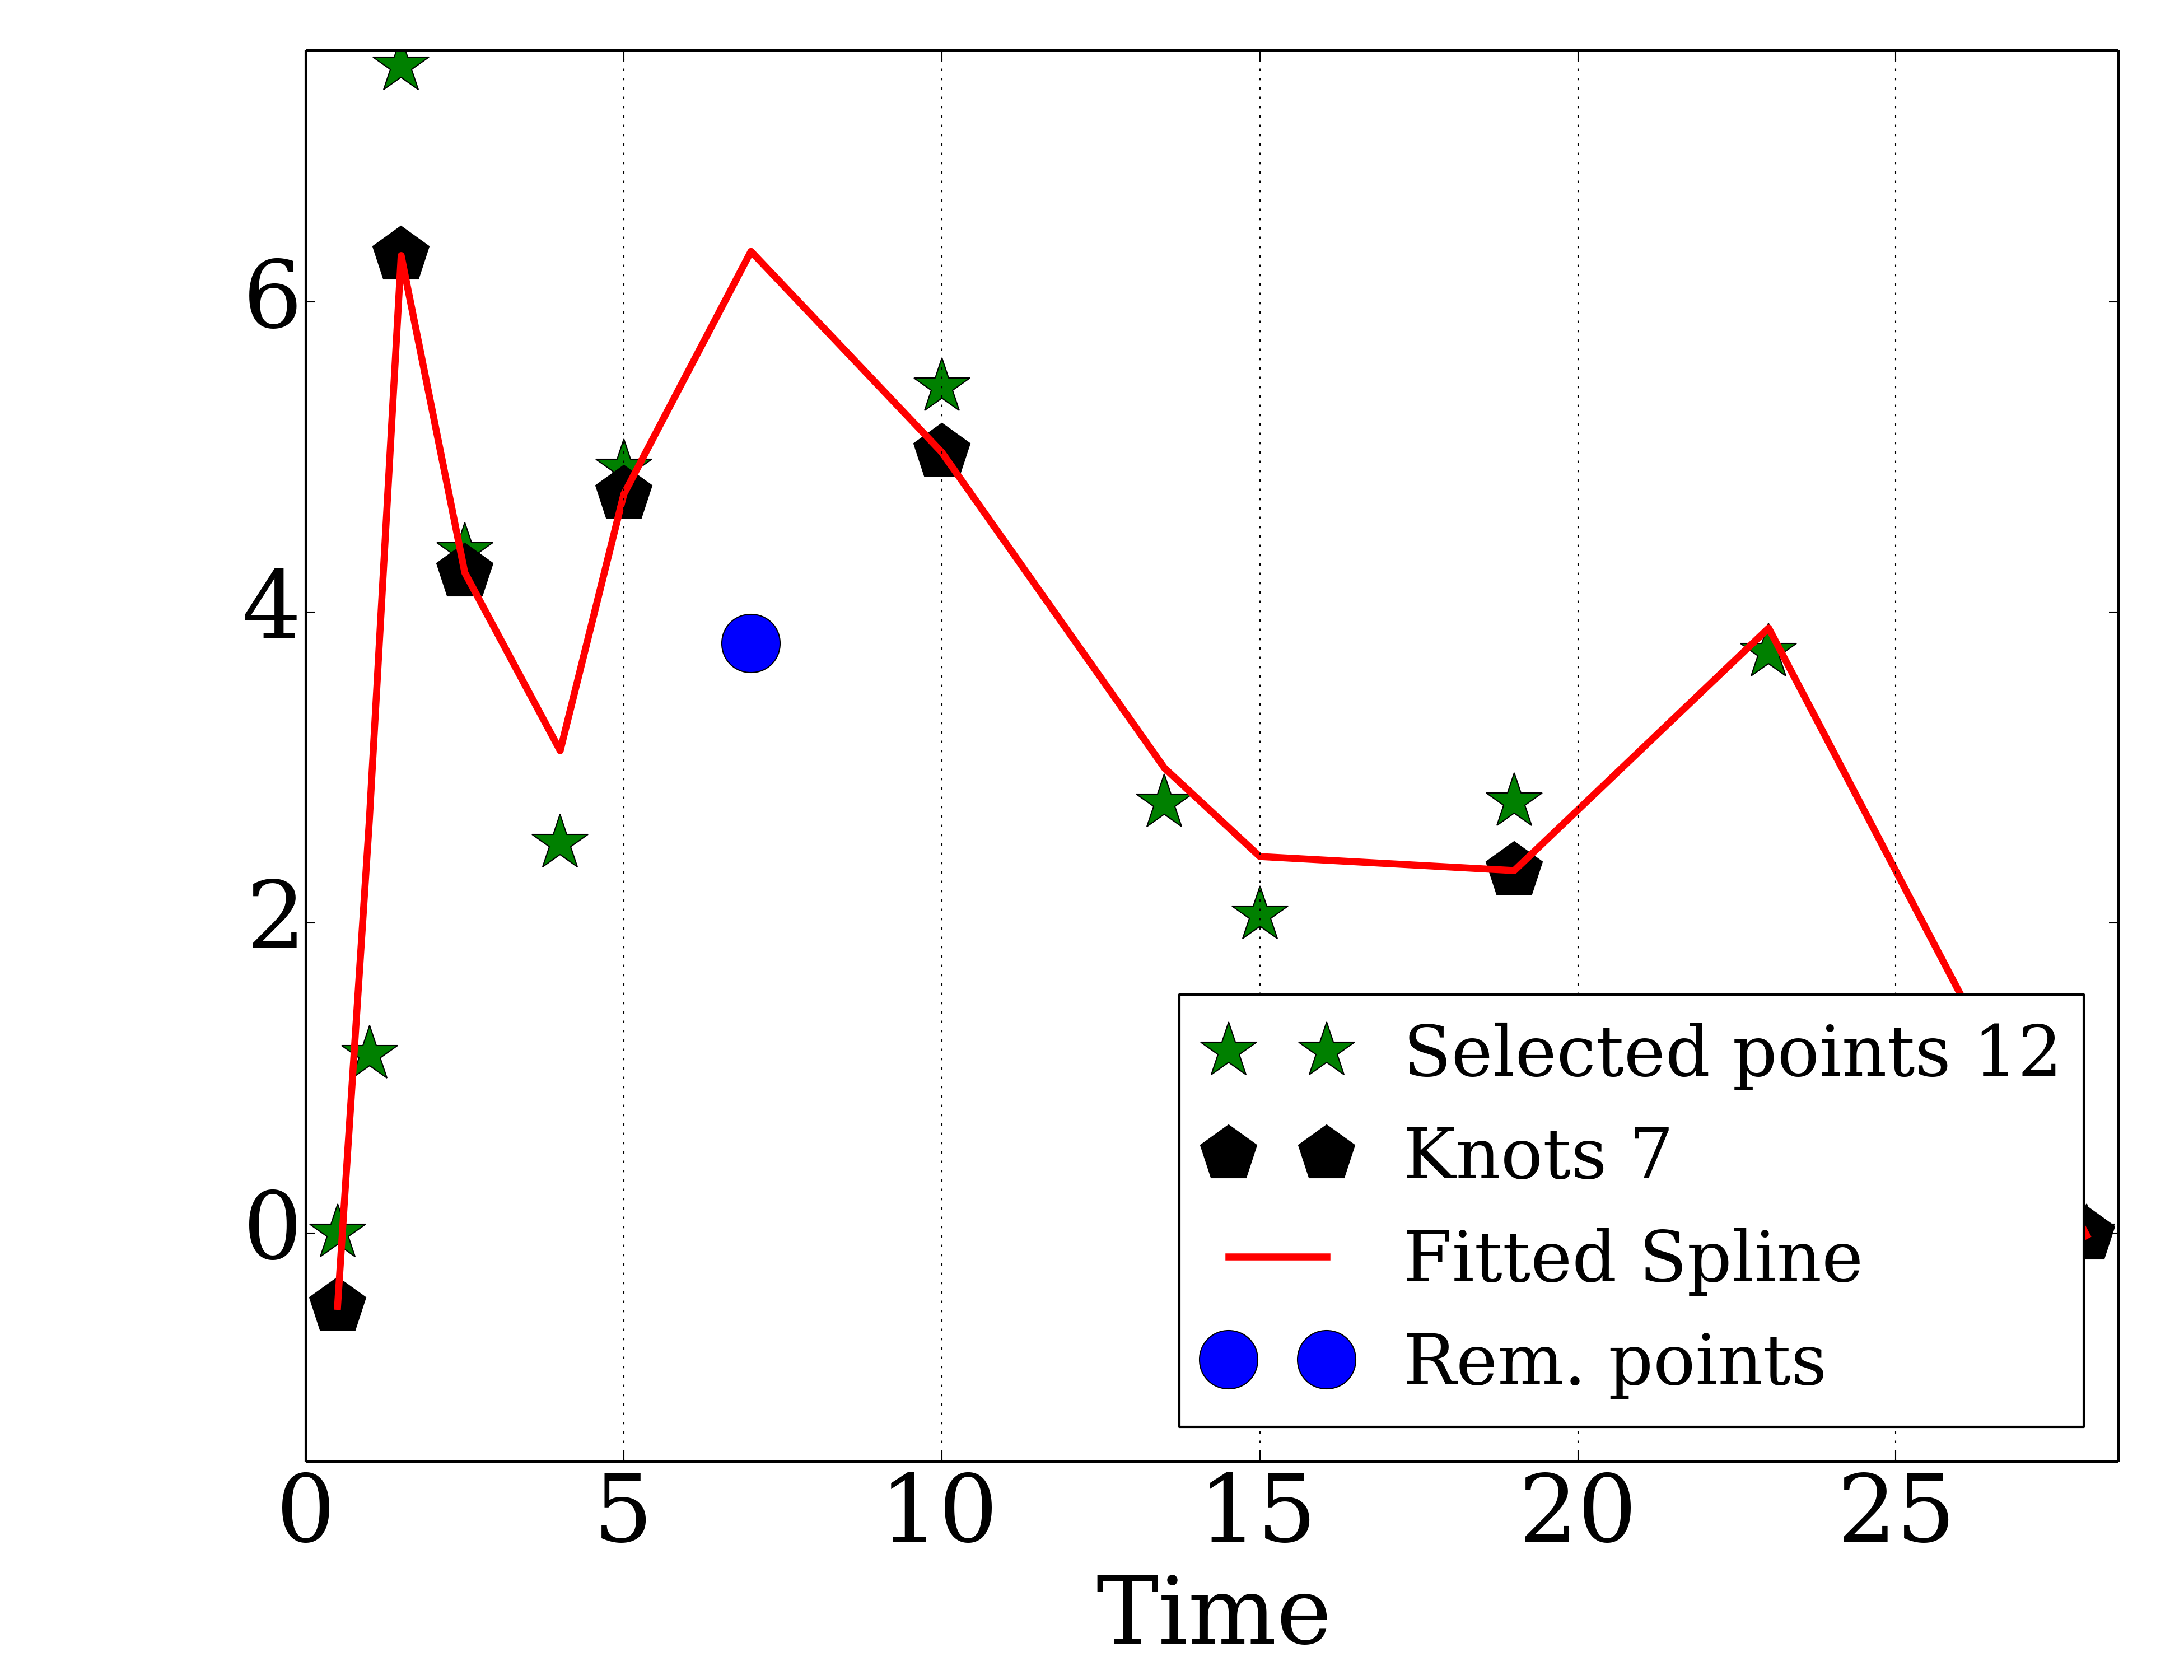 6
4
2
0
Selected points 12
Knots 7
Fitted Spline
Rem. points
0 5 10 15 20 25
Time